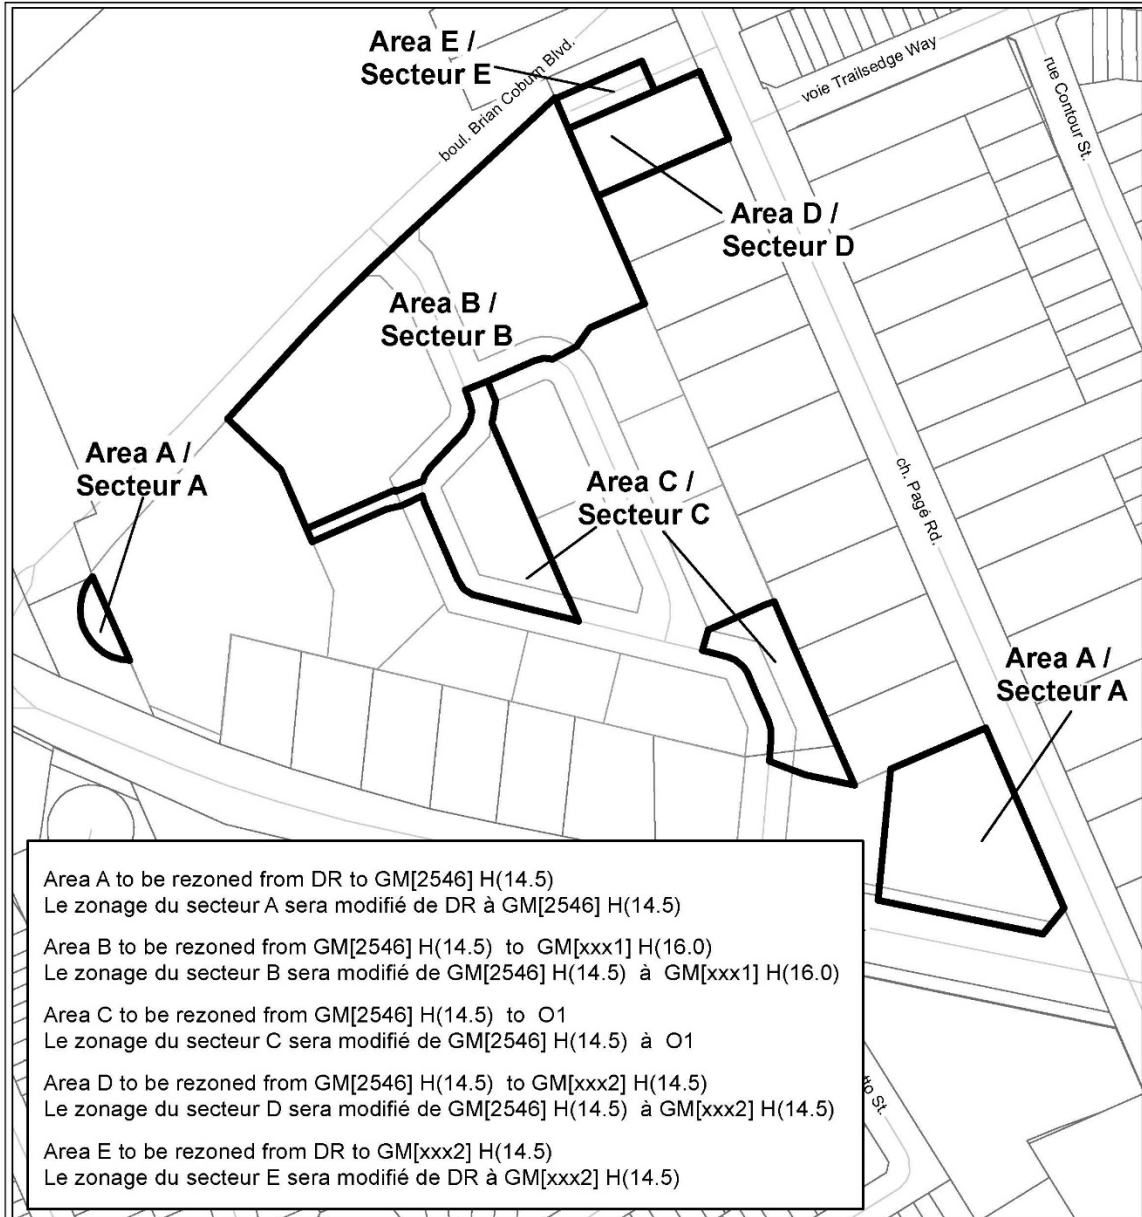 Area E /
Secteur E
boul. Brian Coburn Blvd.
voie Trailsedge Way
rue Contour St.
Area D /
Secteur D
Area B /
Secteur B
Area A /
Secteur A
Area C /
Secteur C
ch. Pagé Rd.
Area A /
Secteur A
Area A to be rezoned from DR to GM[2546] H(14.5)
Le zonage du secteur A sera modifié de DR à GM[2546] H(14.5)
Area B to be rezoned from GM[2546] H(14.5) to GM[xxx1] H(16.0)
Le zonage du secteur B sera modifié de GM[2546] H(14.5) à GM[xxx1] H(16.0)
Area C to be rezoned from GM[2546] H(14.5) to O1
Le zonage du secteur C sera modifié de GM[2546] H(14.5) à O1
Area D to be rezoned from GM[2546] H(14.5) to GM[xxx2] H(14.5)
Le zonage du secteur D sera modifié de GM[2546] H(14.5) à GM[xxx2] H(14.5)
Area E to be rezoned from DR to GM[xxx2] H(14.5)
Le zonage du secteur E sera modifié de DR à GM[xxx2] H(14.5)
St.